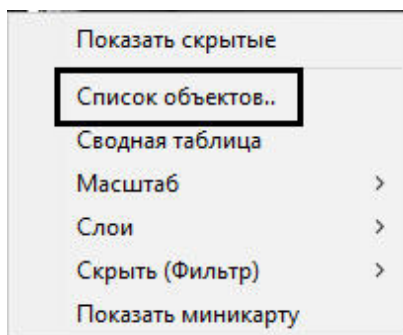 Показать скрытые
Список объектов..
Сводная таблица
Масштаб
Слои
Скрыть (Фильтр)
Показать миникарту